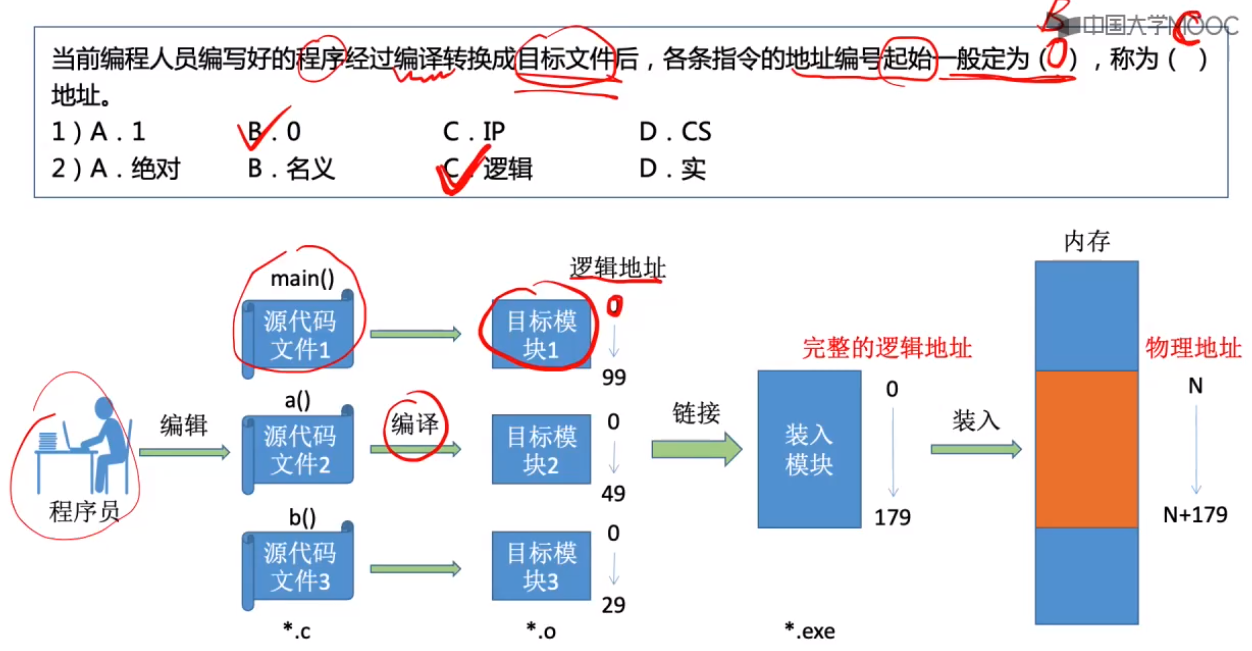 中国大学MOOC
B
C
当前编程人员编写好的程序经过编译转换成目标文件后，各条指令的地址编号起始一般定为（0），称为（ ）
地址。
1）A．1 B．0 C．IP D．CS
2）A．绝对 B．名义 C．逻辑 D．实
内存
main() 逻辑地址
源代码
文件1
目标模
块1
0
99
完整的逻辑地址 物理地址
程序员
编辑
a()
源代码
文件2
编译
目标模
块2
0
49
链接
装入
模块
0
179
装入
N
N+179
b()
源代码
文件3
目标模
块3
0
29
*.c *.o *.exe